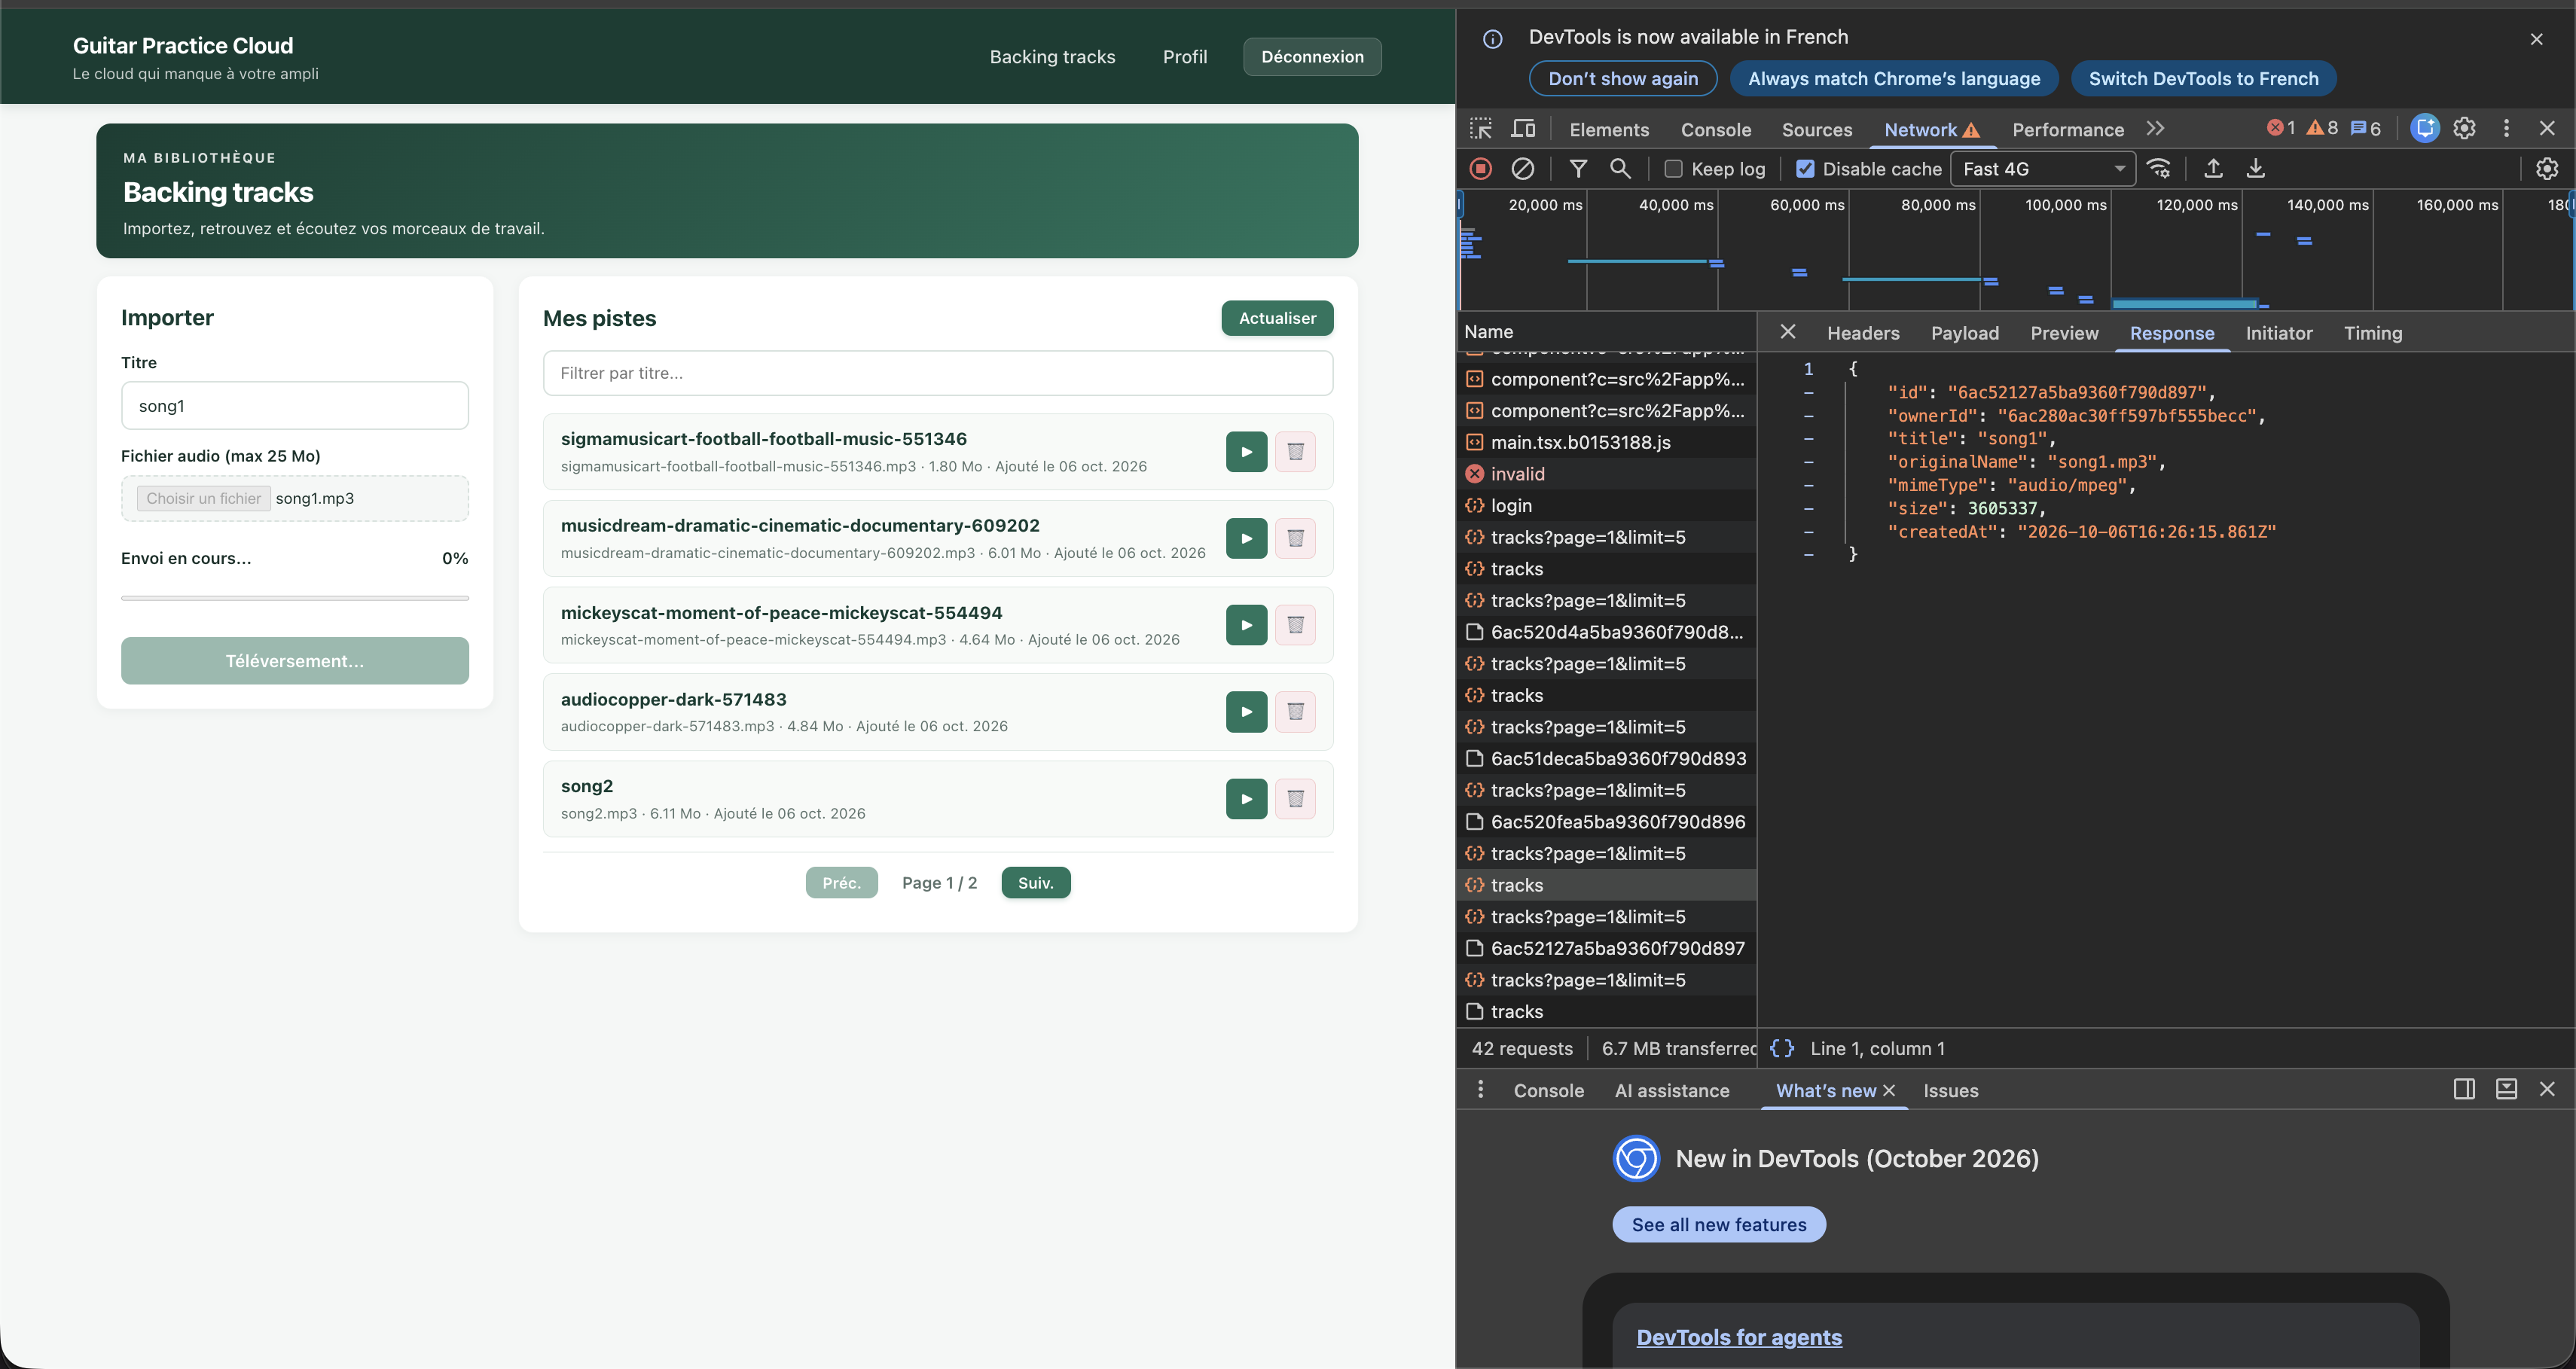 Guitar Practice Cloud
Le cloud qui manque à votre ampli
Backing tracks
Profil
Déconnexion
MA BIBLIOTHÈQUE
Backing tracks
Importez, retrouvez et écoutez vos morceaux de travail.
Importer
Titre
song1
Fichier audio (max 25 Mo)
Choisir un fichier song1.mp3
Envoi en cours... 0%
Téléversement...
Mes pistes
Actualiser
Filtrer par titre...
sigmamusicart-football-football-music-551346
sigmamusicart-football-football-music-551346.mp3 · 1.80 Mo · Ajouté le 06 oct. 2026
musicdream-dramatic-cinematic-documentary-609202
musicdream-dramatic-cinematic-documentary-609202.mp3 · 6.01 Mo · Ajouté le 06 oct. 2026
mickeyscat-moment-of-peace-mickeyscat-554494
mickeyscat-moment-of-peace-mickeyscat-554494.mp3 · 4.64 Mo · Ajouté le 06 oct. 2026
audiocopper-dark-571483
audiocopper-dark-571483.mp3 · 4.84 Mo · Ajouté le 06 oct. 2026
song2
song2.mp3 · 6.11 Mo · Ajouté le 06 oct. 2026
Préc. Page 1 / 2 Suiv.
DevTools is now available in French
Don't show again Always match Chrome's language Switch DevTools to French
Elements Console Sources Network Performance 1 8 6
Keep log Disable cache Fast 4G
20,000 ms 40,000 ms 60,000 ms 80,000 ms 100,000 ms 120,000 ms 140,000 ms 160,000 ms 180
Name
component?c=src%2Fapp%...
component?c=src%2Fapp%...
main.tsx.b0153188.js
invalid
login
tracks?page=1&limit=5
tracks
tracks?page=1&limit=5
6ac520d4a5ba9360f790d8...
tracks?page=1&limit=5
tracks
tracks?page=1&limit=5
6ac51deca5ba9360f790d893
tracks?page=1&limit=5
6ac520fea5ba9360f790d896
tracks?page=1&limit=5
tracks
tracks?page=1&limit=5
6ac52127a5ba9360f790d897
tracks?page=1&limit=5
tracks
42 requests 6.7 MB transferred
Headers Payload Preview Response Initiator Timing
1 {
"id": "6ac52127a5ba9360f790d897",
"ownerId": "6ac280ac30ff597bf555becc",
"title": "song1",
"originalName": "song1.mp3",
"mimeType": "audio/mpeg",
"size": 3605337,
"createdAt": "2026-10-06T16:26:15.861Z"
}
{ } Line 1, column 1
Console AI assistance What's new Issues
New in DevTools (October 2026)
See all new features
DevTools for agents